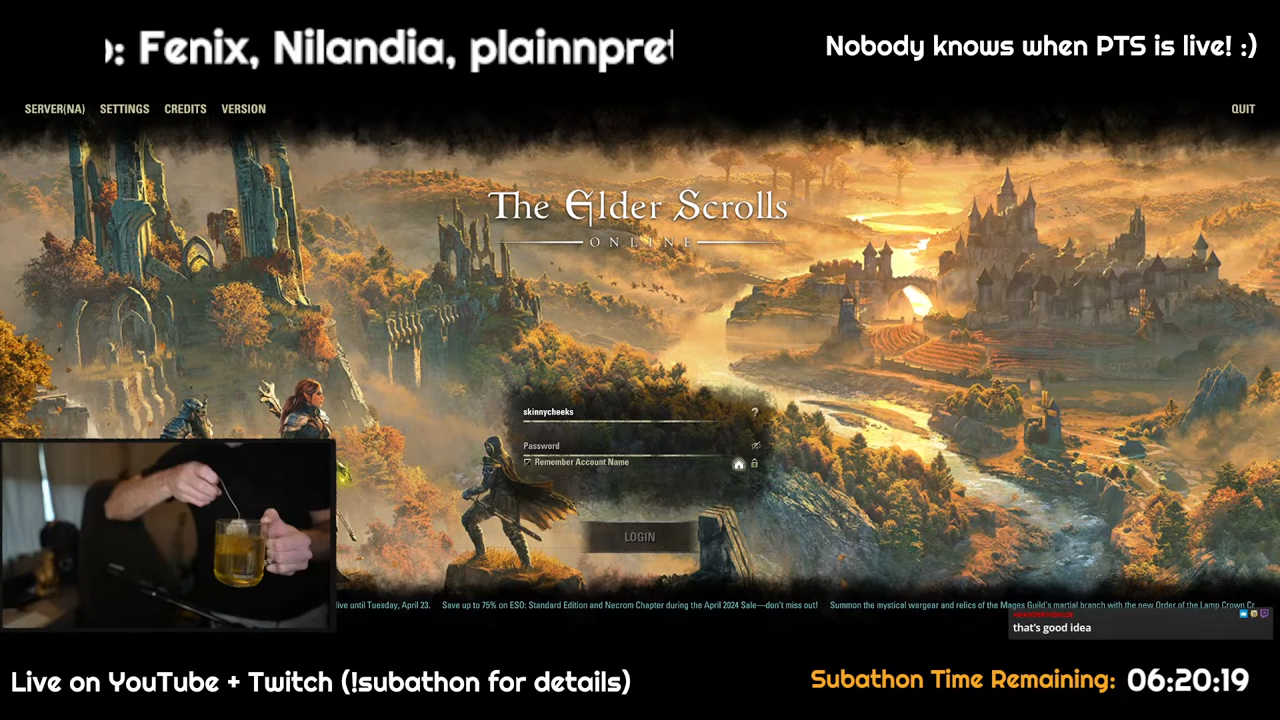 : Fenix, Nilandia, plainnpret
Nobody knows when PTS is live! :)
SERVER(NA) SETTINGS CREDITS VERSION
QUIT
The Elder Scrolls
ONLINE
skinnycheeks
?
Password
Remember Account Name
LOGIN
live until Tuesday, April 23. Save up to 75% on ESO: Standard Edition and Necrom Chapter during the April 2024 Sale—don't miss out! Summon the mystical wargear and relics of the Mages Guild's martial branch with the new Order of the Lamp Crown Cr
that's good idea
Live on YouTube + Twitch (!subathon for details)
Subathon Time Remaining: 06:20:19